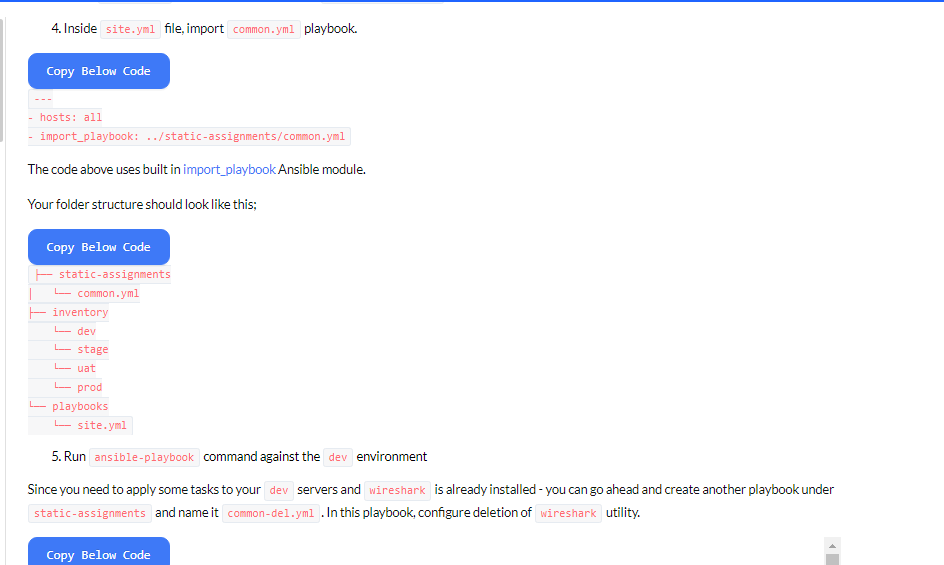 4. Inside site.yml file, import common.yml playbook.
Copy Below Code
---
- hosts: all
- import_playbook: ../static-assignments/common.yml
The code above uses built in import_playbook Ansible module.
Your folder structure should look like this;
Copy Below Code
├── static-assignments
│   └── common.yml
├── inventory
    └── dev
    └── stage
    └── uat
    └── prod
└── playbooks
    └── site.yml
5. Run ansible-playbook command against the dev environment
Since you need to apply some tasks to your dev servers and wireshark is already installed - you can go ahead and create another playbook under
static-assignments and name it common-del.yml . In this playbook, configure deletion of wireshark utility.
Copy Below Code